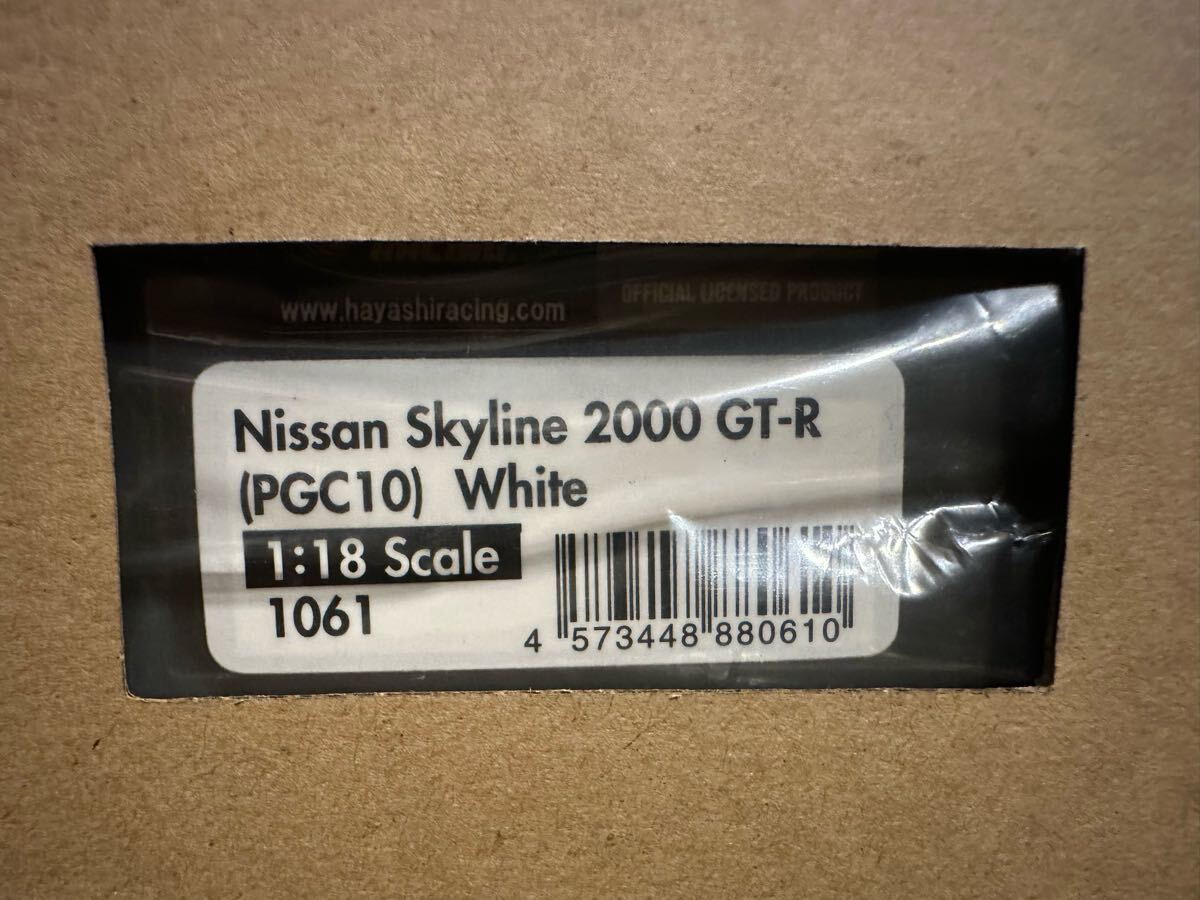 www.hayashiracing.com
OFFICIAL LICENSED PRODUCT
Nissan Skyline 2000 GT-R
(PGC10) White
1:18 Scale
1061
4 573448 880610